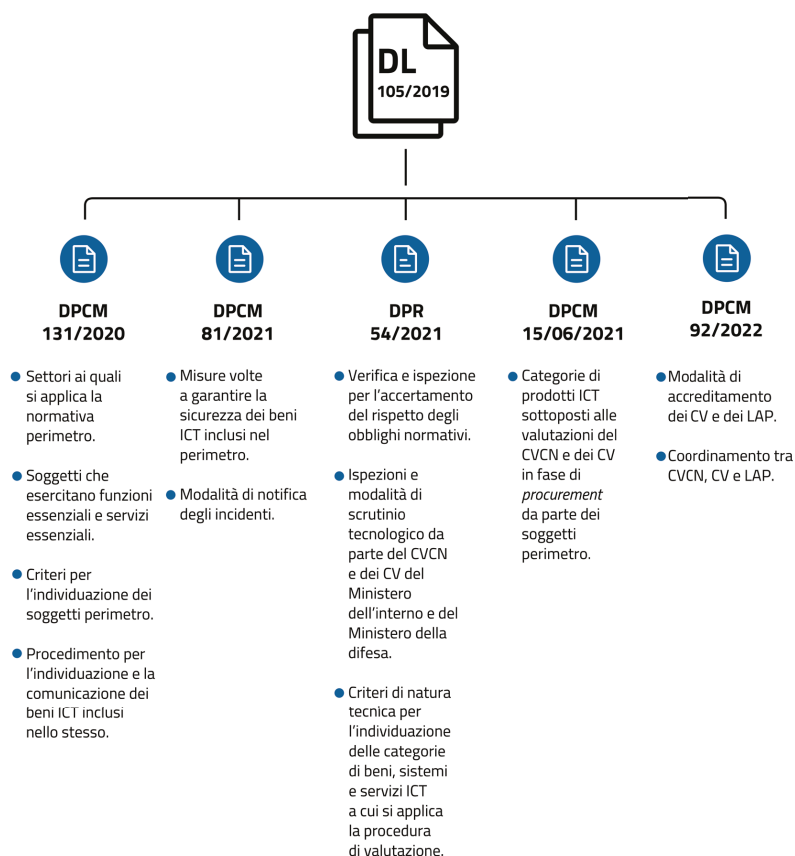 DL
105/2019
DPCM
131/2020
Settori ai quali
si applica la
normativa
perimetro.
Soggetti che
esercitano funzioni
essenziali e servizi
essenziali.
Criteri per
l'individuazione dei
soggetti perimetro.
Procedimento per
l'individuazione e la
comunicazione dei
beni ICT inclusi
nello stesso.
DPCM
81/2021
Misure volte
a garantire la
sicurezza dei beni
ICT inclusi nel
perimetro.
Modalità di notifica
degli incidenti.
DPR
54/2021
Verifica e ispezione
per l'accertamento
del rispetto degli
obblighi normativi.
Ispezioni e
modalità di
scrutinio
tecnologico da
parte del CVCN
e dei CV del
Ministero
dell'interno e del
Ministero della
difesa.
Criteri di natura
tecnica per
l'individuazione
delle categorie
di beni, sistemi
e servizi ICT
a cui si applica
la procedura
di valutazione.
DPCM
15/06/2021
Categorie di
prodotti ICT
sottoposti alle
valutazioni del
CVCN e dei CV
in fase di
procurement
da parte dei
soggetti
perimetro.
DPCM
92/2022
Modalità di
accreditamento
dei CV e dei LAP.
Coordinamento tra
CVCN, CV e LAP.